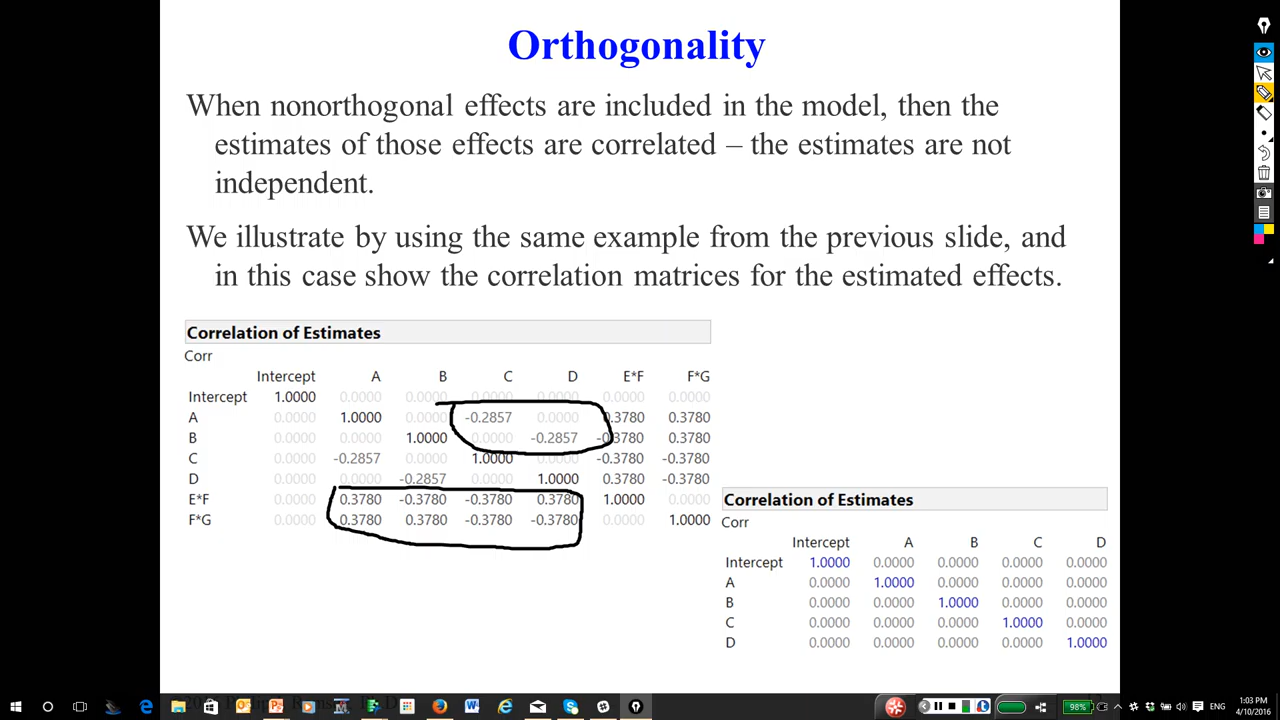 Orthogonality
When nonorthogonal effects are included in the model, then the
estimates of those effects are correlated – the estimates are not
independent.
We illustrate by using the same example from the previous slide, and
in this case show the correlation matrices for the estimated effects.
Correlation of Estimates
Corr
Intercept A B C D E*F F*G
Intercept 1.0000 0.0000 0.0000 0.0000 0.0000 0.0000 0.0000
A 0.0000 1.0000 0.0000 -0.2857 0.0000 0.3780 0.3780
B 0.0000 0.0000 1.0000 0.0000 -0.2857 -0.3780 0.3780
C 0.0000 -0.2857 0.0000 1.0000 0.0000 -0.3780 -0.3780
D 0.0000 0.0000 -0.2857 0.0000 1.0000 0.3780 -0.3780
E*F 0.0000 0.3780 -0.3780 -0.3780 0.3780 1.0000 0.0000
F*G 0.0000 0.3780 0.3780 -0.3780 -0.3780 0.0000 1.0000
Correlation of Estimates
Corr
Intercept A B C D
Intercept 1.0000 0.0000 0.0000 0.0000 0.0000
A 0.0000 1.0000 0.0000 0.0000 0.0000
B 0.0000 0.0000 1.0000 0.0000 0.0000
C 0.0000 0.0000 0.0000 1.0000 0.0000
D 0.0000 0.0000 0.0000 0.0000 1.0000
98%
ENG
1:03 PM
4/10/2016